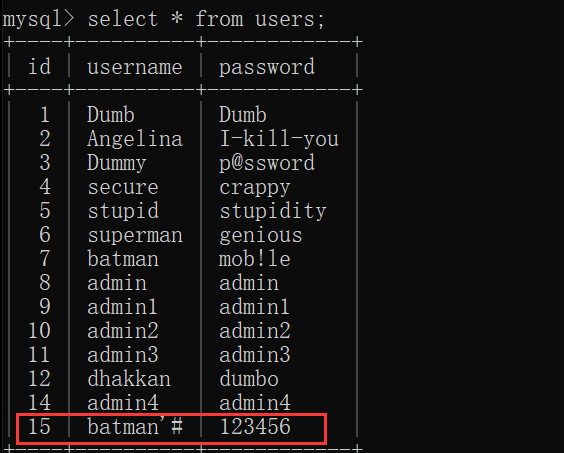 mysql> select * from users;
+----+----------+------------+
| id | username | password   |
+----+----------+------------+
| 1 | Dumb | Dumb |
| 2 | Angelina | I-kill-you |
| 3 | Dummy | p@ssword |
| 4 | secure | crappy |
| 5 | stupid | stupidity |
| 6 | superman | genious |
| 7 | batman | mob!le |
| 8 | admin | admin |
| 9 | admin1 | admin1 |
| 10 | admin2 | admin2 |
| 11 | admin3 | admin3 |
| 12 | dhakkan | dumbo |
| 14 | admin4 | admin4 |
| 15 | batman'# | 123456 |
+----+----------+------------+